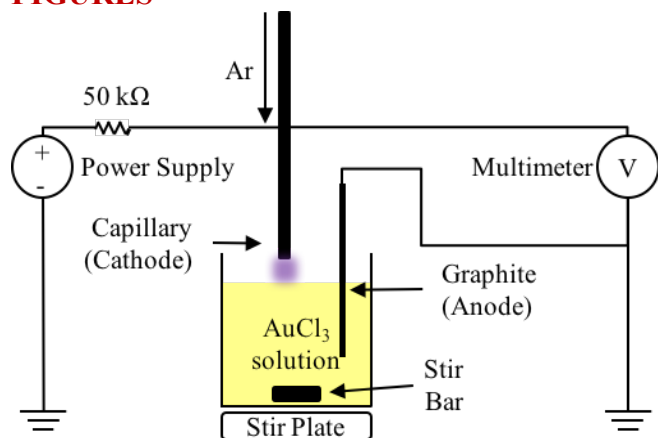 FIGURES
Ar
50 kΩ
+
-
Power Supply
Multimeter
V
Capillary
(Cathode)
Graphite
(Anode)
AuCl₃
solution
Stir
Bar
Stir Plate